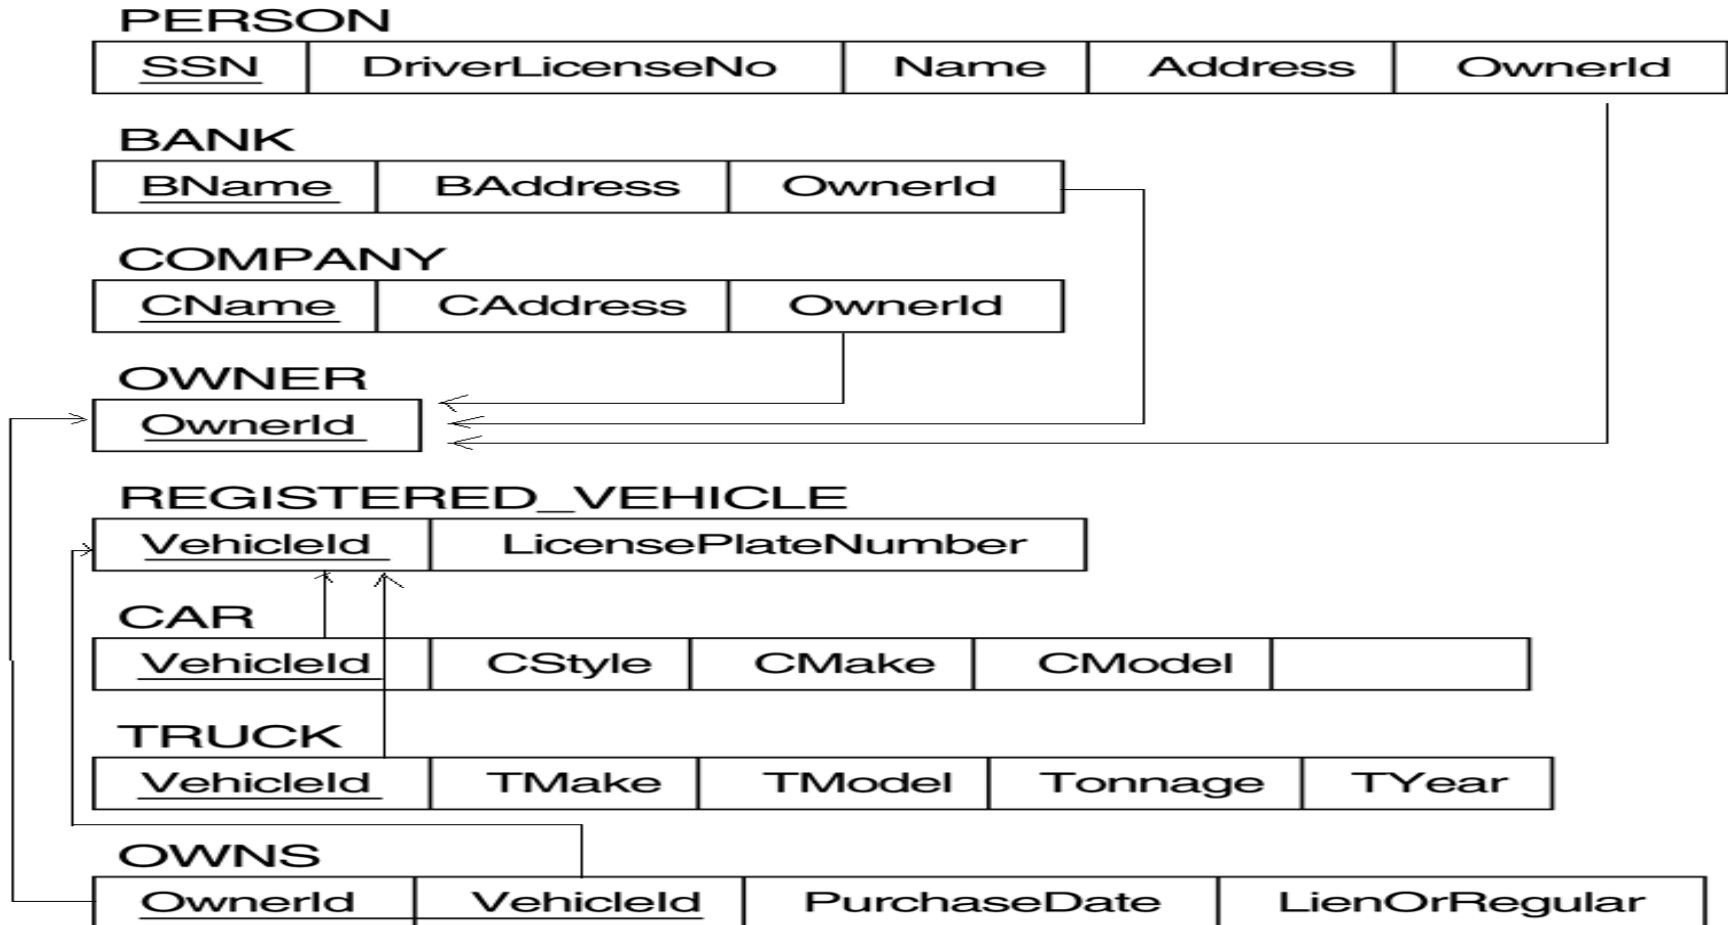 PERSON
SSN DriverLicenseNo Name Address OwnerId
BANK
BName BAddress OwnerId
COMPANY
CName CAddress OwnerId
OWNER
OwnerId
REGISTERED_VEHICLE
VehicleId LicensePlateNumber
CAR
VehicleId CStyle CMake CModel
TRUCK
VehicleId TMake TModel Tonnage TYear
OWNS
OwnerId VehicleId PurchaseDate LienOrRegular